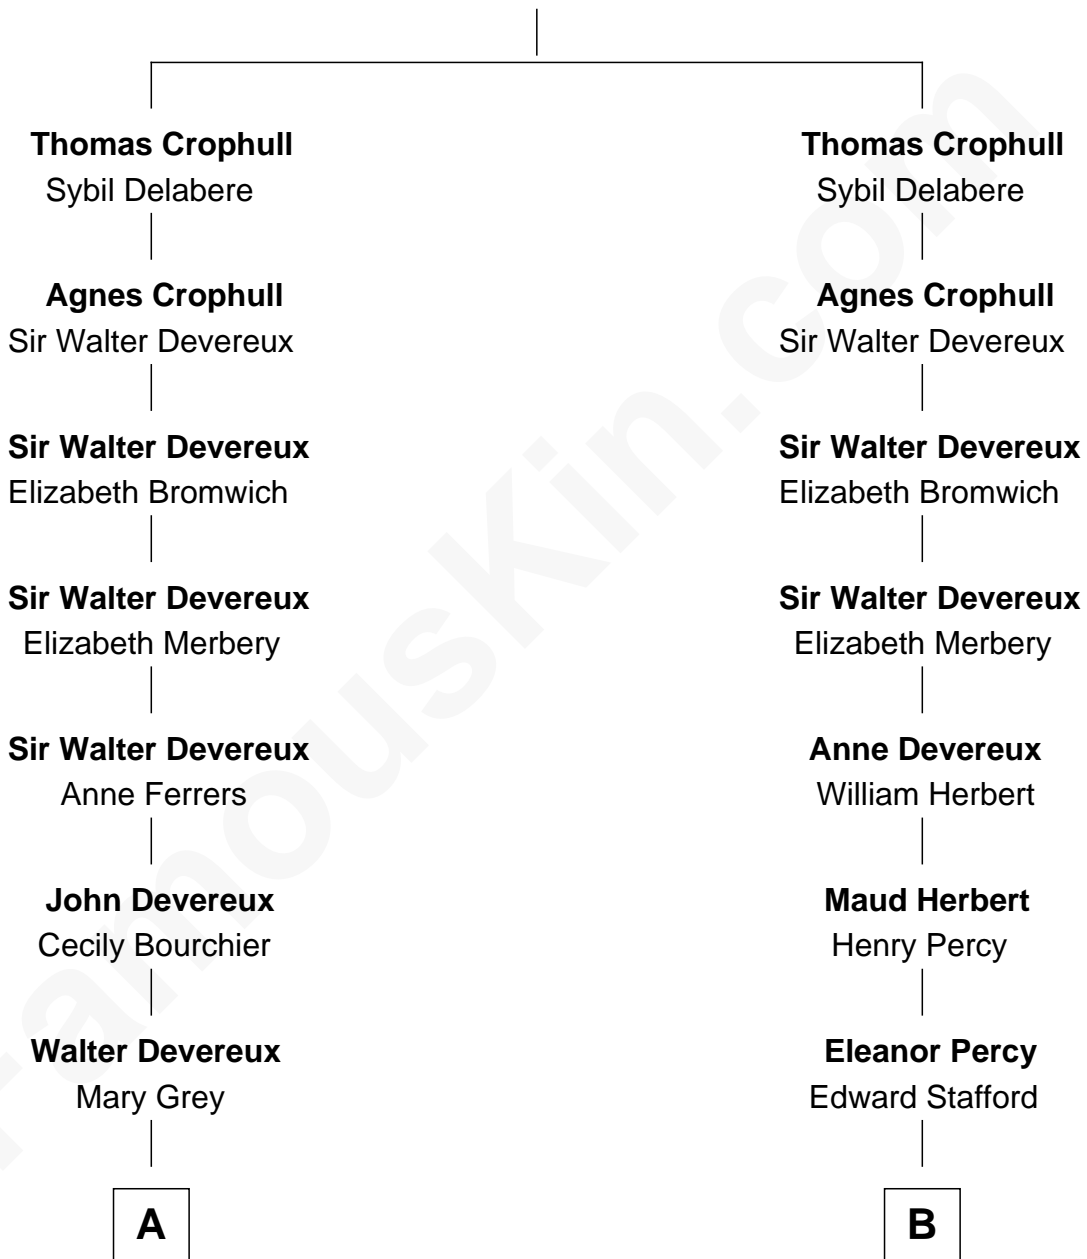 Thomas Crophull
Sybil Delabere
Agnes Crophull
Sir Walter Devereux
Sir Walter Devereux
Elizabeth Bromwich
Sir Walter Devereux
Elizabeth Merbery
Sir Walter Devereux
Anne Ferrers
John Devereux
Cecily Bourchier
Walter Devereux
Mary Grey
A
Thomas Crophull
Sybil Delabere
Agnes Crophull
Sir Walter Devereux
Sir Walter Devereux
Elizabeth Bromwich
Sir Walter Devereux
Elizabeth Merbery
Anne Devereux
William Herbert
Maud Herbert
Henry Percy
Eleanor Percy
Edward Stafford
B
FamousKin.com